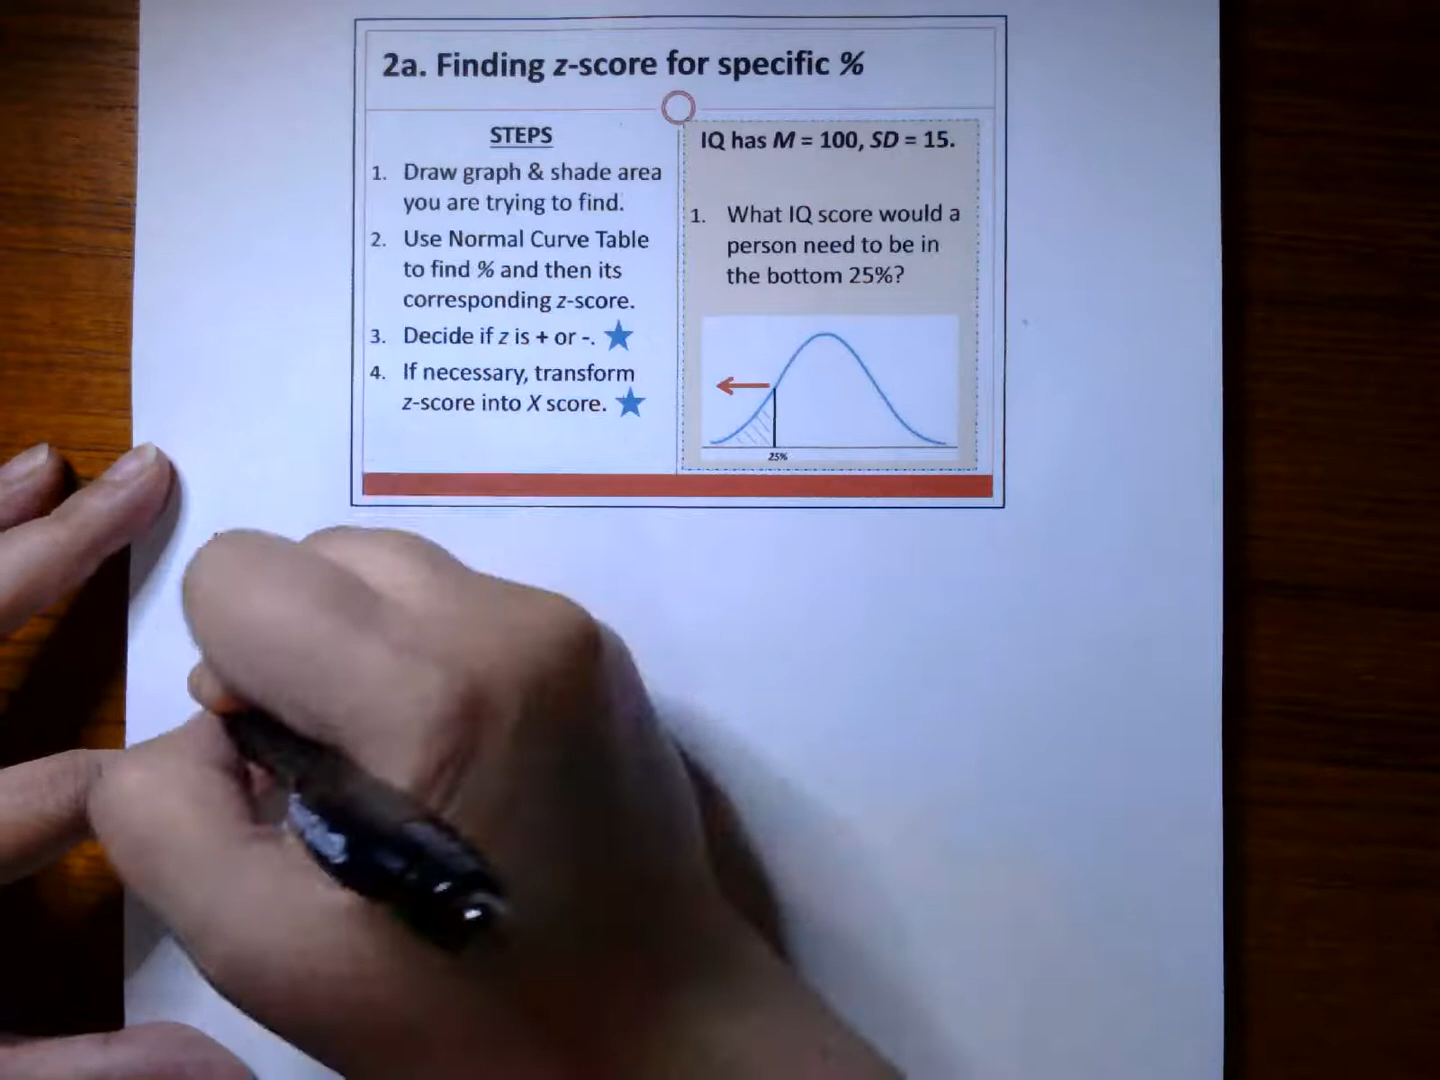 2a. Finding z-score for specific %
STEPS
1. Draw graph & shade area
you are trying to find.
2. Use Normal Curve Table
to find % and then its
corresponding z-score.
3. Decide if z is + or -.
4. If necessary, transform
z-score into X score.
IQ has M = 100, SD = 15.
1. What IQ score would a
person need to be in
the bottom 25%?
25%